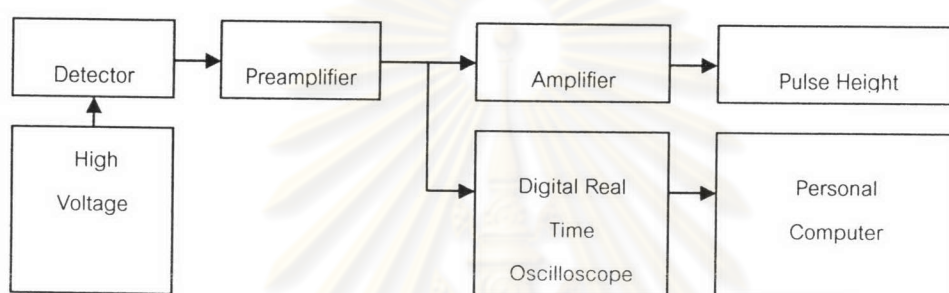 Detector
Preamplifier
Amplifier
Pulse Height
High
Voltage
Digital Real
Time
Oscilloscope
Personal
Computer